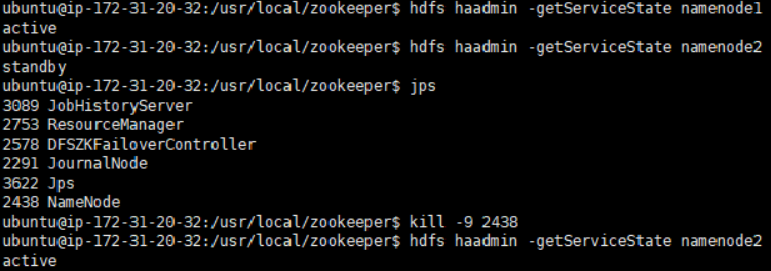 ubuntu@ip-172-31-20-32:/usr/local/zookeeper$ hdfs haadmin -getServiceState namenode1
active
ubuntu@ip-172-31-20-32:/usr/local/zookeeper$ hdfs haadmin -getServiceState namenode2
standby
ubuntu@ip-172-31-20-32:/usr/local/zookeeper$ jps
3089 JobHistoryServer
2753 ResourceManager
2578 DFSZKFailoverController
2291 JournalNode
3622 Jps
2438 NameNode
ubuntu@ip-172-31-20-32:/usr/local/zookeeper$ kill -9 2438
ubuntu@ip-172-31-20-32:/usr/local/zookeeper$ hdfs haadmin -getServiceState namenode2
active